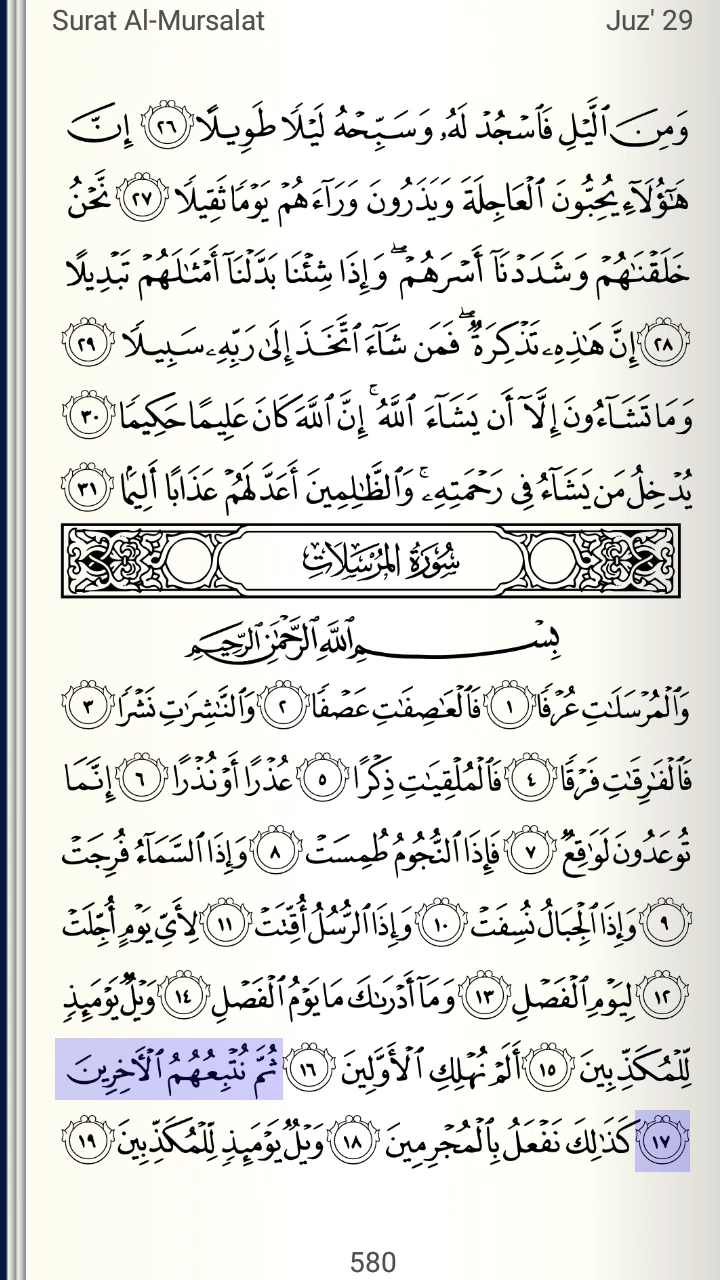 Surat Al-Mursalat Juz' 29
وَمِنَ ٱلَّيْلِ فَٱسْجُدْ لَهُۥ وَسَبِّحْهُ لَيْلًا طَوِيلًا ٢٦ إِنَّ
هَٰٓؤُلَآءِ يُحِبُّونَ ٱلْعَاجِلَةَ وَيَذَرُونَ وَرَآءَهُمْ يَوْمًا ثَقِيلًا ٢٧ نَّحْنُ
خَلَقْنَٰهُمْ وَشَدَدْنَآ أَسْرَهُمْ ۖ وَإِذَا شِئْنَا بَدَّلْنَآ أَمْثَٰلَهُمْ تَبْدِيلًا
٢٨ إِنَّ هَٰذِهِۦ تَذْكِرَةٌ ۖ فَمَن شَآءَ ٱتَّخَذَ إِلَىٰ رَبِّهِۦ سَبِيلًا ٢٩
وَمَا تَشَآءُونَ إِلَّآ أَن يَشَآءَ ٱللَّهُ ۚ إِنَّ ٱللَّهَ كَانَ عَلِيمًا حَكِيمًا ٣٠
يُدْخِلُ مَن يَشَآءُ فِى رَحْمَتِهِۦ ۚ وَٱلظَّٰلِمِينَ أَعَدَّ لَهُمْ عَذَابًا أَلِيمًۢا ٣١
سُورَةُ المُرْسَلَاتِ
بِسْمِ ٱللَّهِ ٱلرَّحْمَٰنِ ٱلرَّحِيمِ
وَٱلْمُرْسَلَٰتِ عُرْفًا ١ فَٱلْعَٰصِفَٰتِ عَصْفًا ٢ وَٱلنَّٰشِرَٰتِ نَشْرًا ٣
فَٱلْفَٰرِقَٰتِ فَرْقًا ٤ فَٱلْمُلْقِيَٰتِ ذِكْرًا ٥ عُذْرًا أَوْ نُذْرًا ٦ إِنَّمَا
تُوعَدُونَ لَوَٰقِعٌ ٧ فَإِذَا ٱلنُّجُومُ طُمِسَتْ ٨ وَإِذَا ٱلسَّمَآءُ فُرِجَتْ
٩ وَإِذَا ٱلْجِبَالُ نُسِفَتْ ١٠ وَإِذَا ٱلرُّسُلُ أُقِّتَتْ ١١ لِأَىِّ يَوْمٍ أُجِّلَتْ
١٢ لِيَوْمِ ٱلْفَصْلِ ١٣ وَمَآ أَدْرَىٰكَ مَا يَوْمُ ٱلْفَصْلِ ١٤ وَيْلٌ يَوْمَئِذٍ
لِّلْمُكَذِّبِينَ ١٥ أَلَمْ نُهْلِكِ ٱلْأَوَّلِينَ ١٦ ثُمَّ نُتْبِعُهُمُ ٱلْءَاخِرِينَ
١٧ كَذَٰلِكَ نَفْعَلُ بِٱلْمُجْرِمِينَ ١٨ وَيْلٌ يَوْمَئِذٍ لِّلْمُكَذِّبِينَ ١٩
580